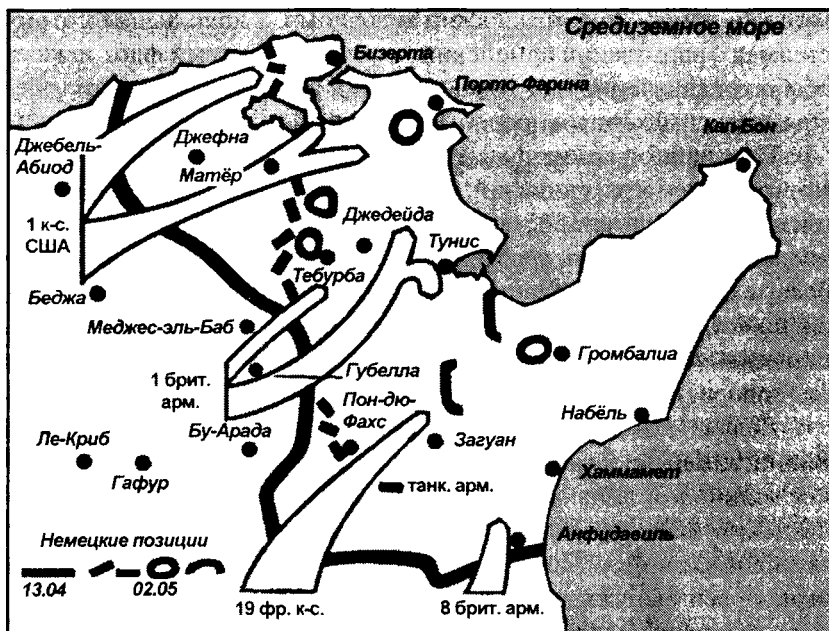 Средиземное море
Бизерта
Порто-Фарина
Кап-Бон
Джебель-
Абиод
Джефна
Матёр
1 к-с.
США
Джедейда
Тунис
Тебурба
Беджа
Меджес-эль-Баб
Громбалиа
1 брит.
арм.
Губелла
Пон-дю-
Фахс
Набёль
Ле-Криб
Бу-Арада
Загуан
Гафур
Хаммамет
танк. арм.
Немецкие позиции
Анфидавиль
13.04
02.05
19 фр. к-с.
8 брит. арм.